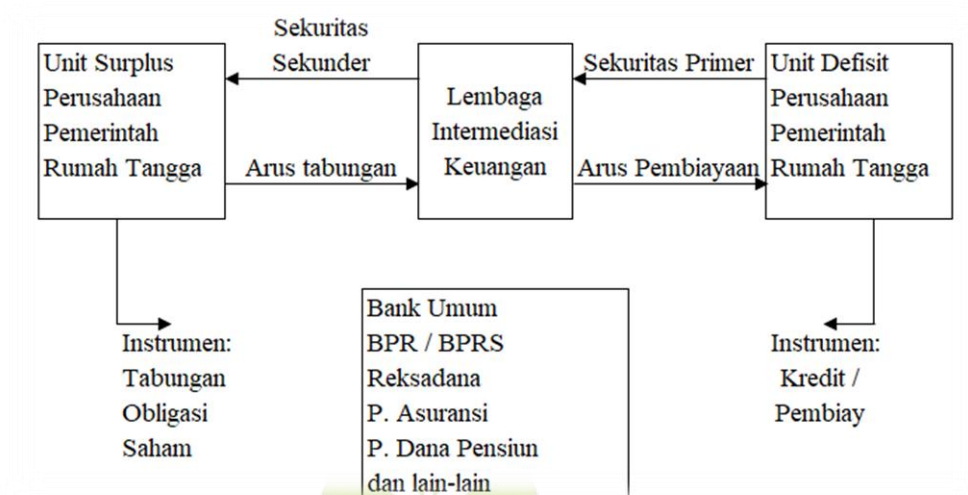 Unit Surplus
Perusahaan
Pemerintah
Rumah Tangga
Sekuritas
Sekunder
Arus tabungan
Lembaga
Intermediasi
Keuangan
Sekuritas Primer
Arus Pembiayaan
Unit Defisit
Perusahaan
Pemerintah
Rumah Tangga
Instrumen:
Tabungan
Obligasi
Saham
Bank Umum
BPR / BPRS
Reksadana
P. Asuransi
P. Dana Pensiun
dan lain-lain
Instrumen:
Kredit /
Pembiay